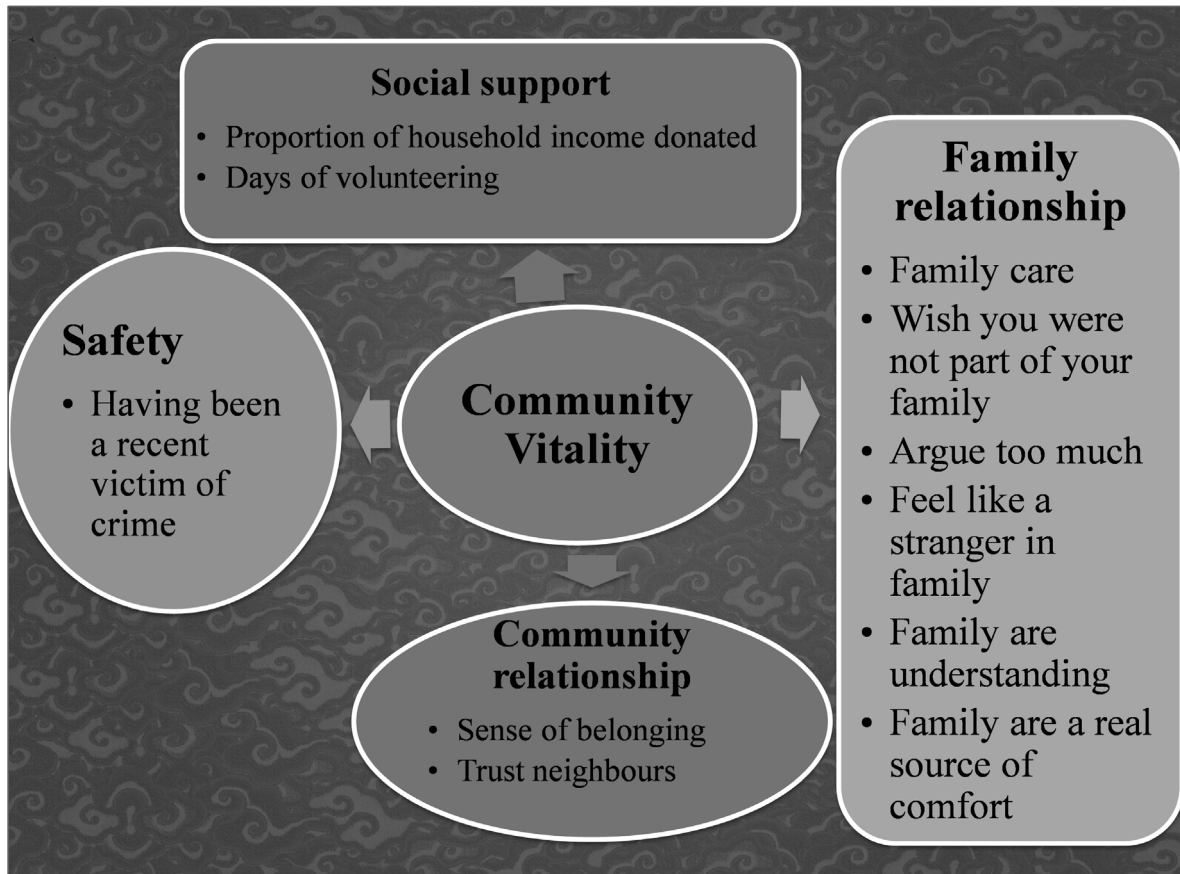 Social support
• Proportion of household income donated
• Days of volunteering
Family
relationship
• Family care
• Wish you were
not part of your
family
• Argue too much
• Feel like a
stranger in
family
• Family are
understanding
• Family are a real
source of
comfort
Safety
• Having been
a recent
victim of
crime
Community
Vitality
Community
relationship
• Sense of belonging
• Trust neighbours